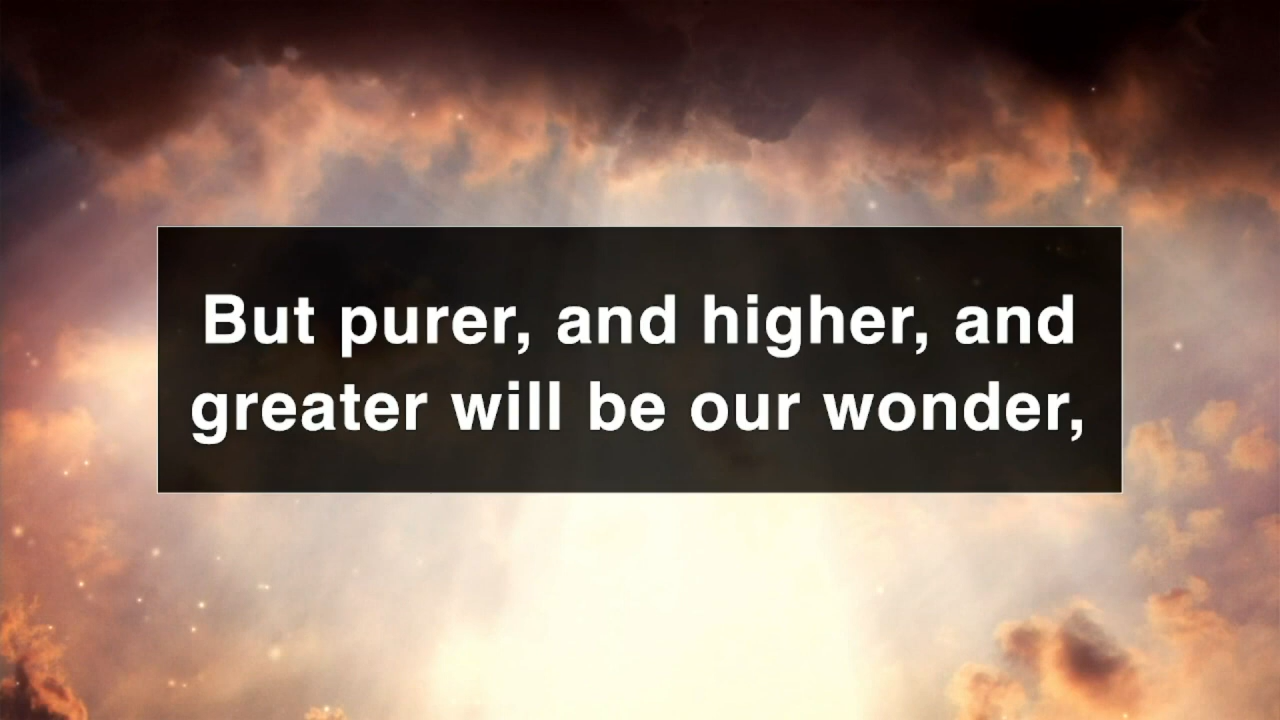 But purer, and higher, and
greater will be our wonder,